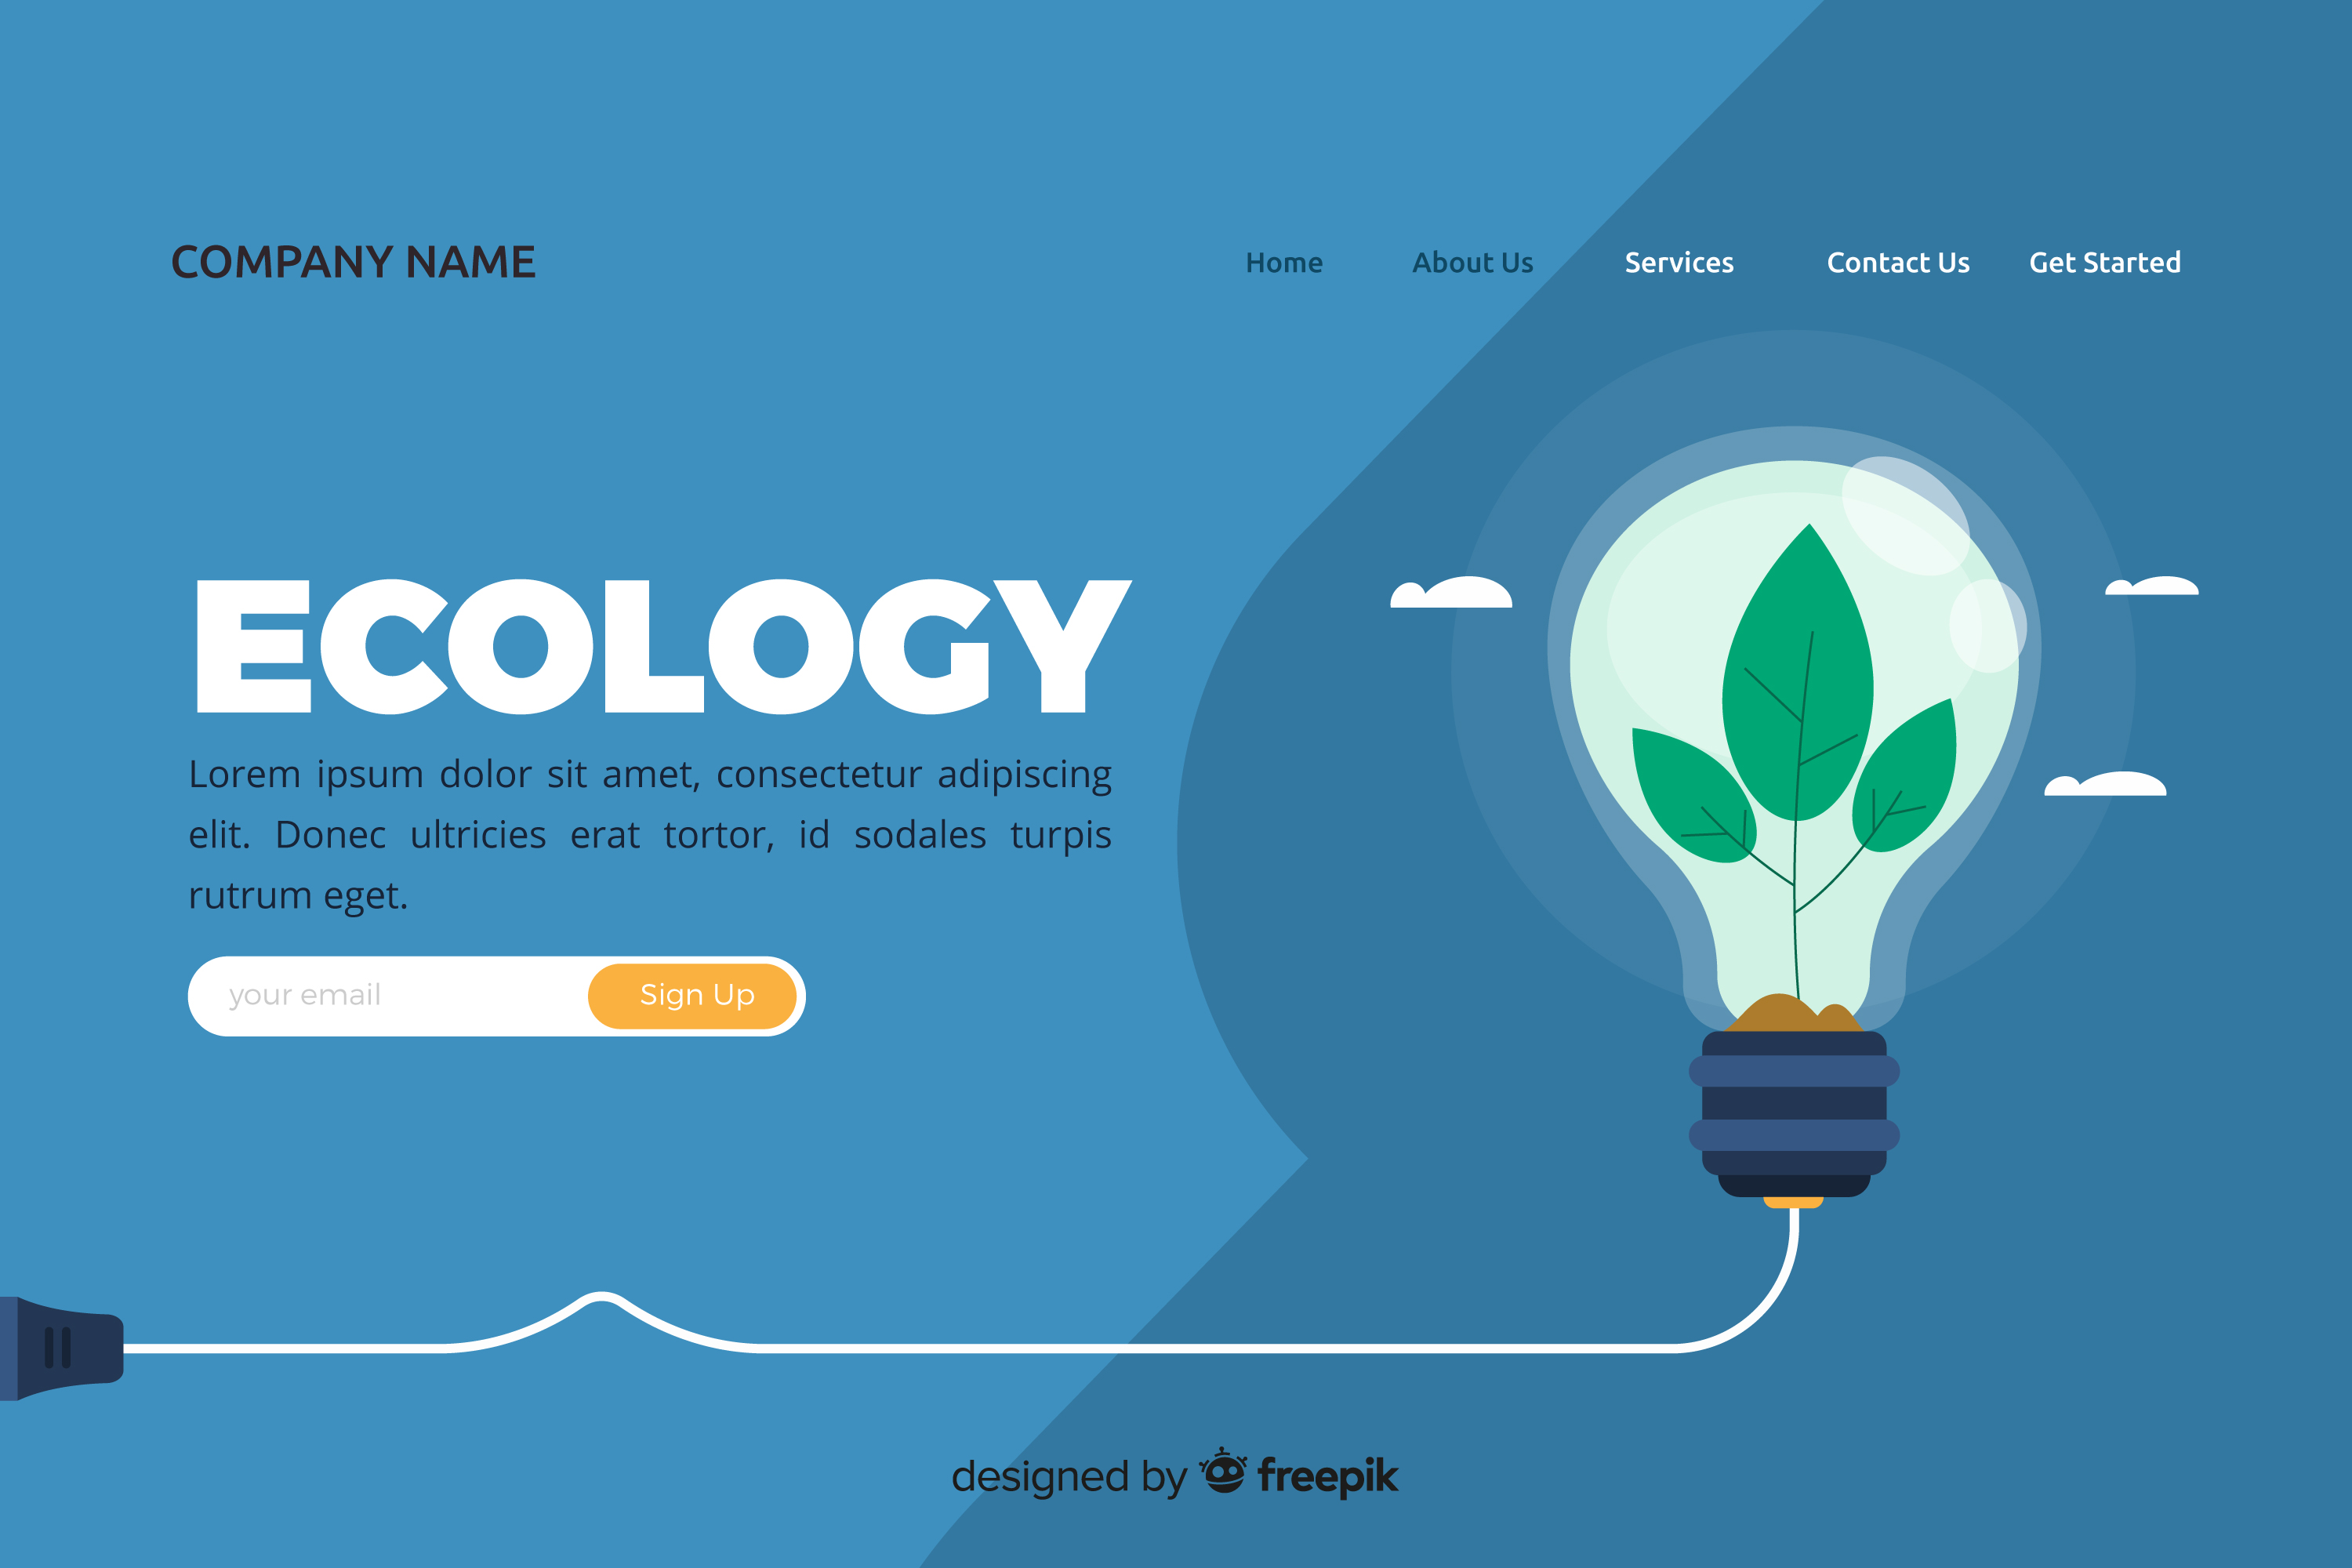 COMPANY NAME
Home About Us Services Contact Us Get Started
ECOLOGY
Lorem ipsum dolor sit amet, consectetur adipiscing
elit. Donec ultricies erat tortor, id sodales turpis
rutrum eget.
your email Sign Up
designed by freepik